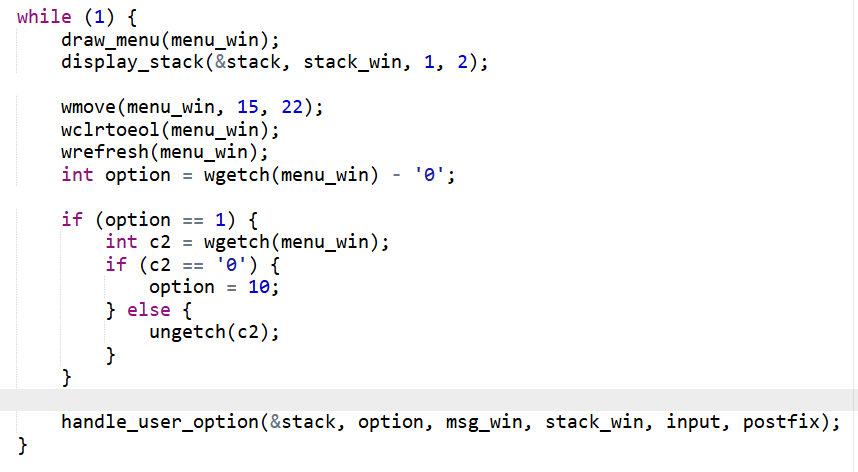 while (1) {
    draw_menu(menu_win);
    display_stack(&stack, stack_win, 1, 2);

    wmove(menu_win, 15, 22);
    wclrtoeol(menu_win);
    wrefresh(menu_win);
    int option = wgetch(menu_win) - '0';

    if (option == 1) {
        int c2 = wgetch(menu_win);
        if (c2 == '0') {
            option = 10;
        } else {
            ungetch(c2);
        }
    }

    handle_user_option(&stack, option, msg_win, stack_win, input, postfix);
}